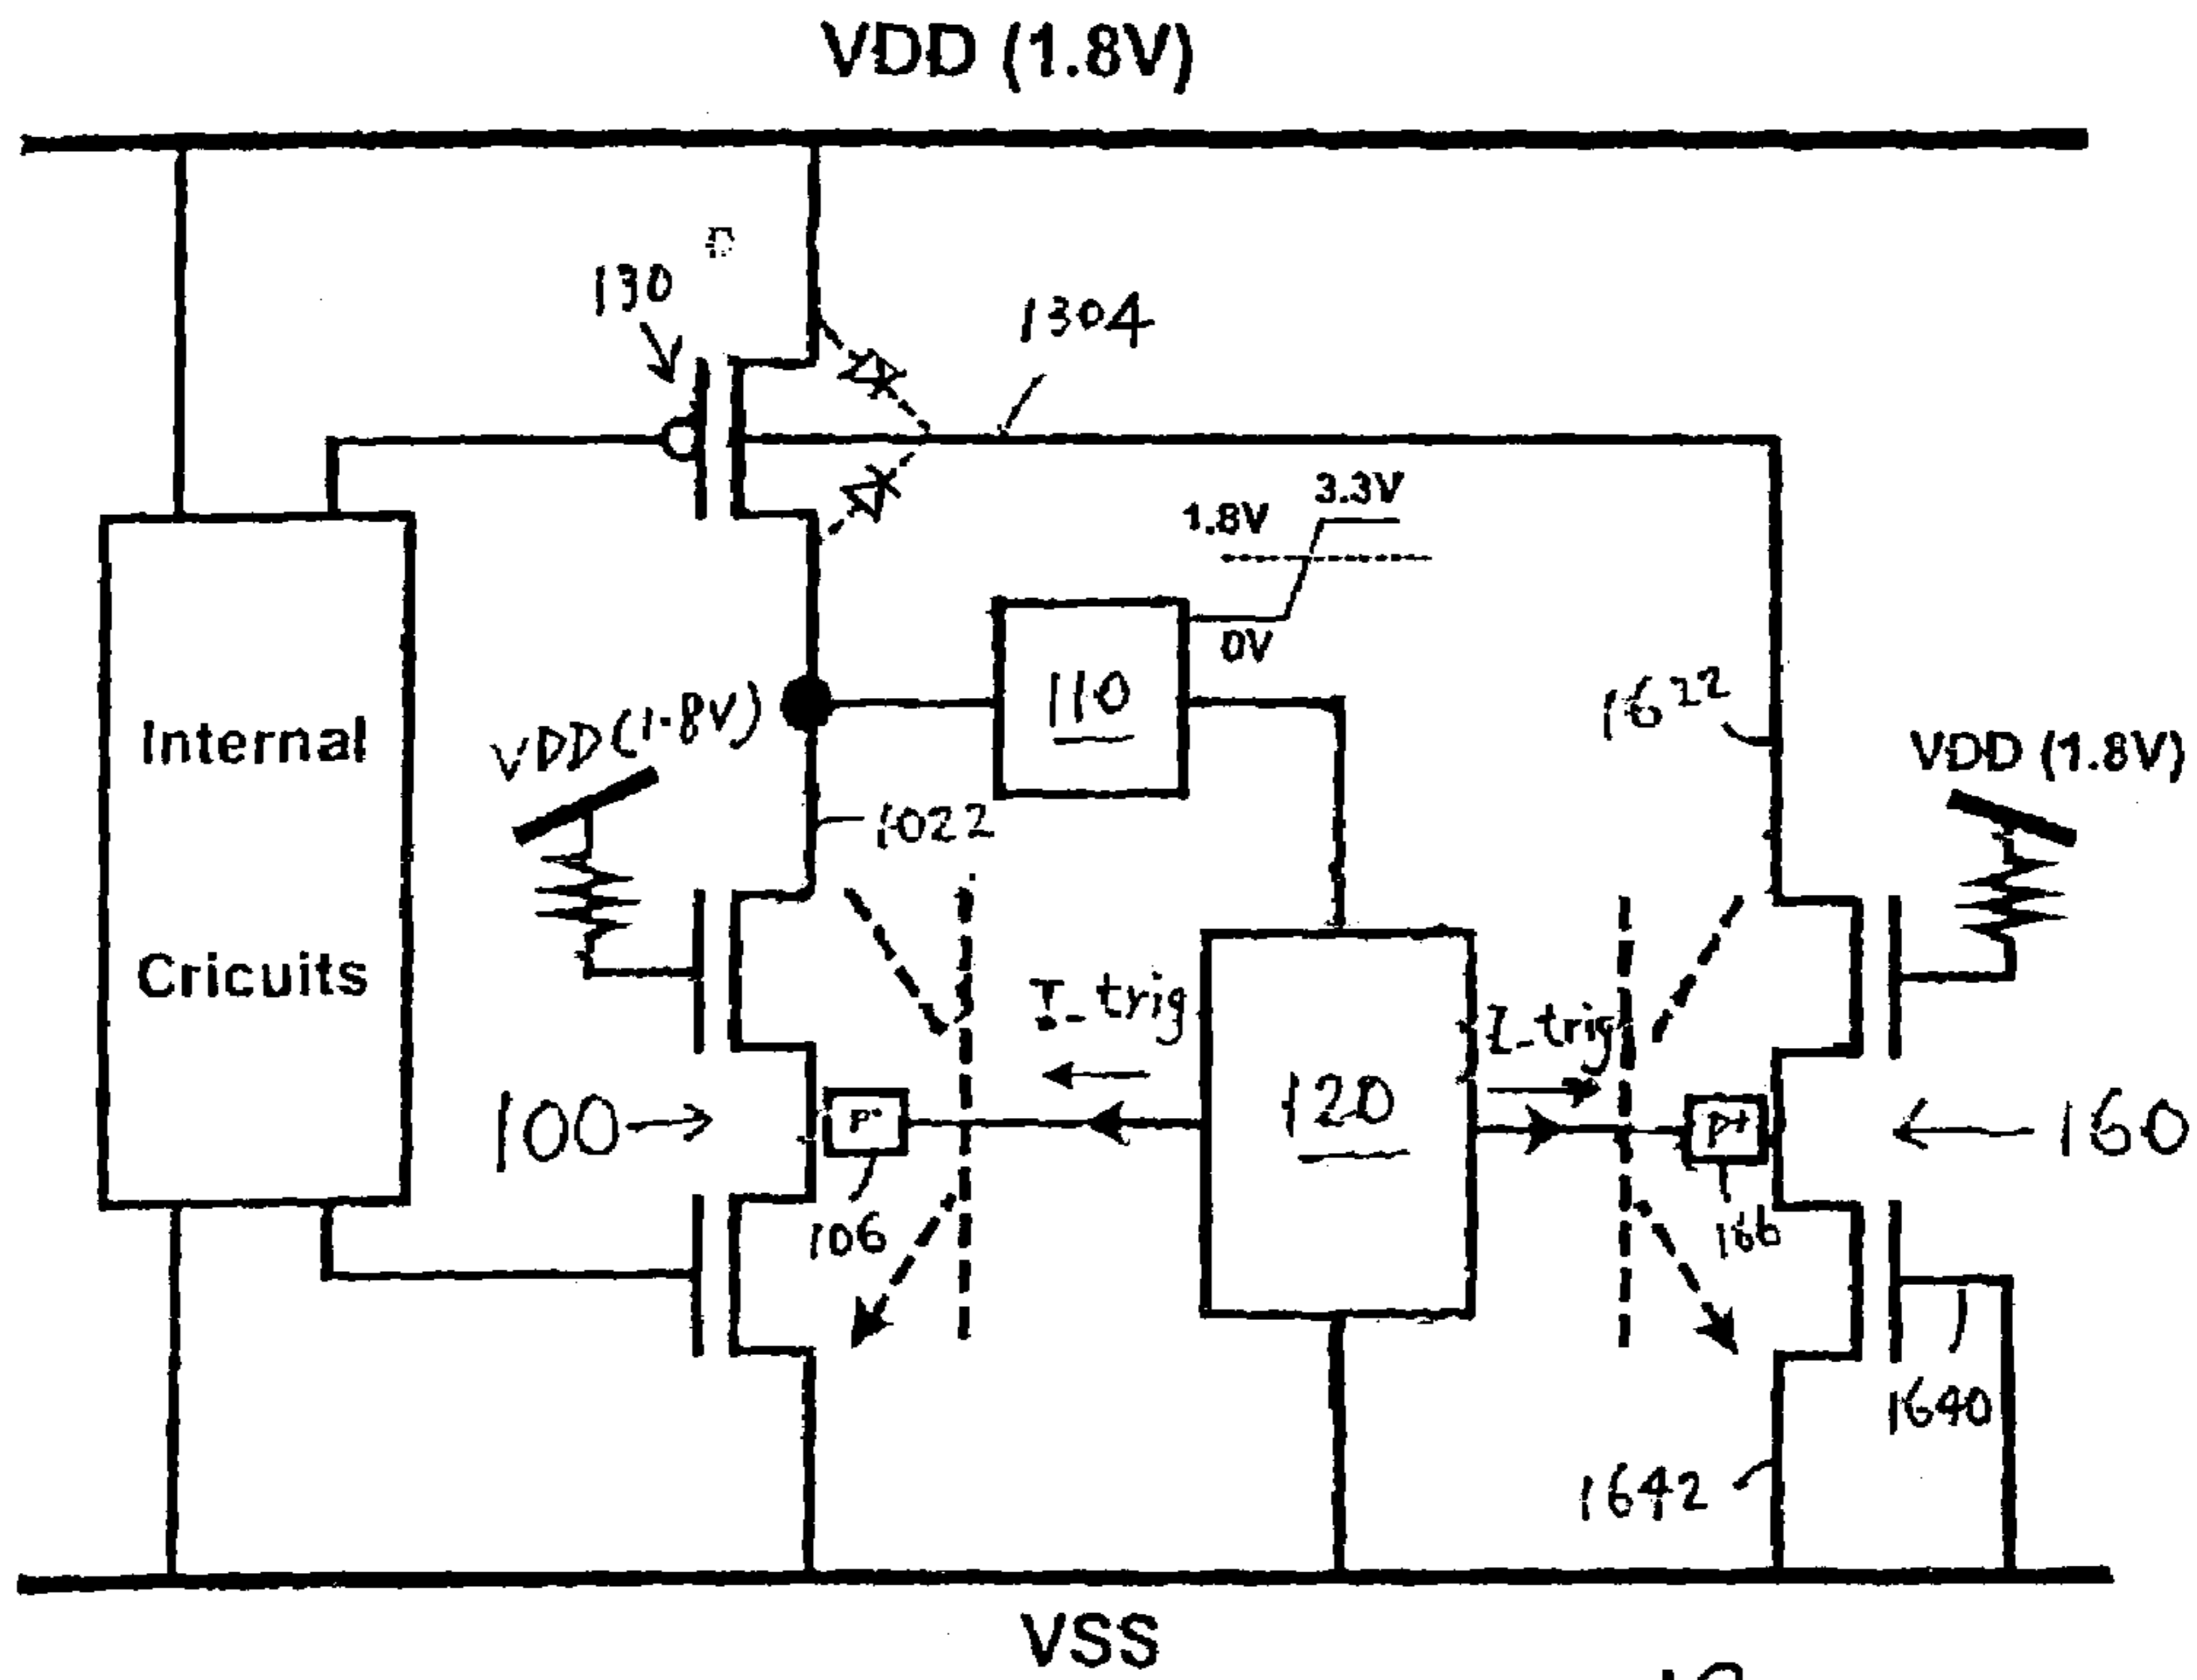 VDD (1.8V)
130
1304
3.3V
1.8V
0V
110
1622
VDD(1.8V)
VDD (1.8V)
Internal
Cricuits
1022
I_trig
I_trig
120
100
P+
P+
160
106
166
1640
1642
VSS